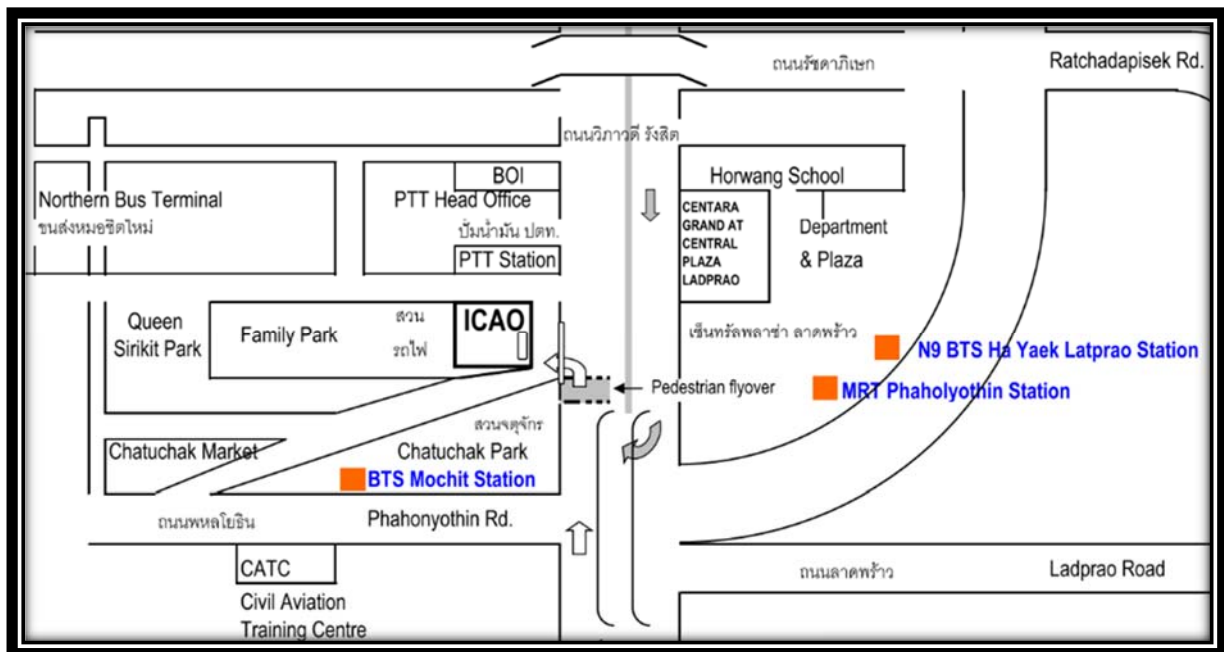 ถนนรัชดาภิเษก
Ratchadapisek Rd.
ถนนวิภาวดี รังสิต
BOI
Horwang School
Northern Bus Terminal
PTT Head Office
ขนส่งหมอชิตใหม่
ปั้มน้ำมัน ปตท.
PTT Station
CENTARA
GRAND AT
CENTRAL
PLAZA
LADPRAO
Department
& Plaza
Queen
Sirikit Park
Family Park
สวน
รถไฟ
ICAO
เซ็นทรัลพลาซ่า ลาดพร้าว
N9 BTS Ha Yaek Latprao Station
MRT Phaholyothin Station
Pedestrian flyover
สวนจตุจักร
Chatuchak Market
Chatuchak Park
BTS Mochit Station
ถนนพหลโยธิน
Phahonyothin Rd.
CATC
Civil Aviation
Training Centre
ถนนลาดพร้าว
Ladprao Road